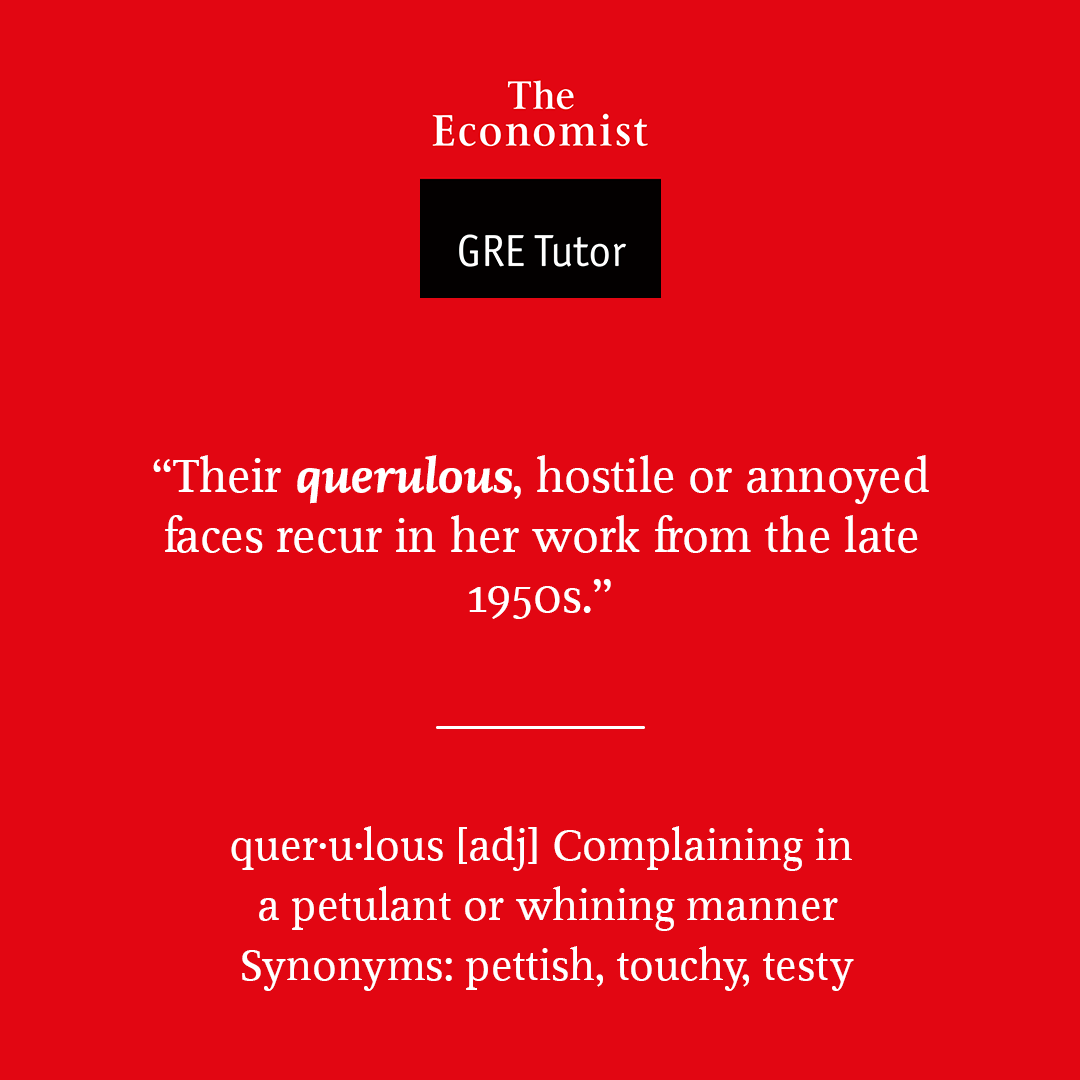 The
Economist
GRE Tutor
“Their querulous, hostile or annoyed
faces recur in her work from the late
1950s.”
quer·u·lous [adj] Complaining in
a petulant or whining manner
Synonyms: pettish, touchy, testy